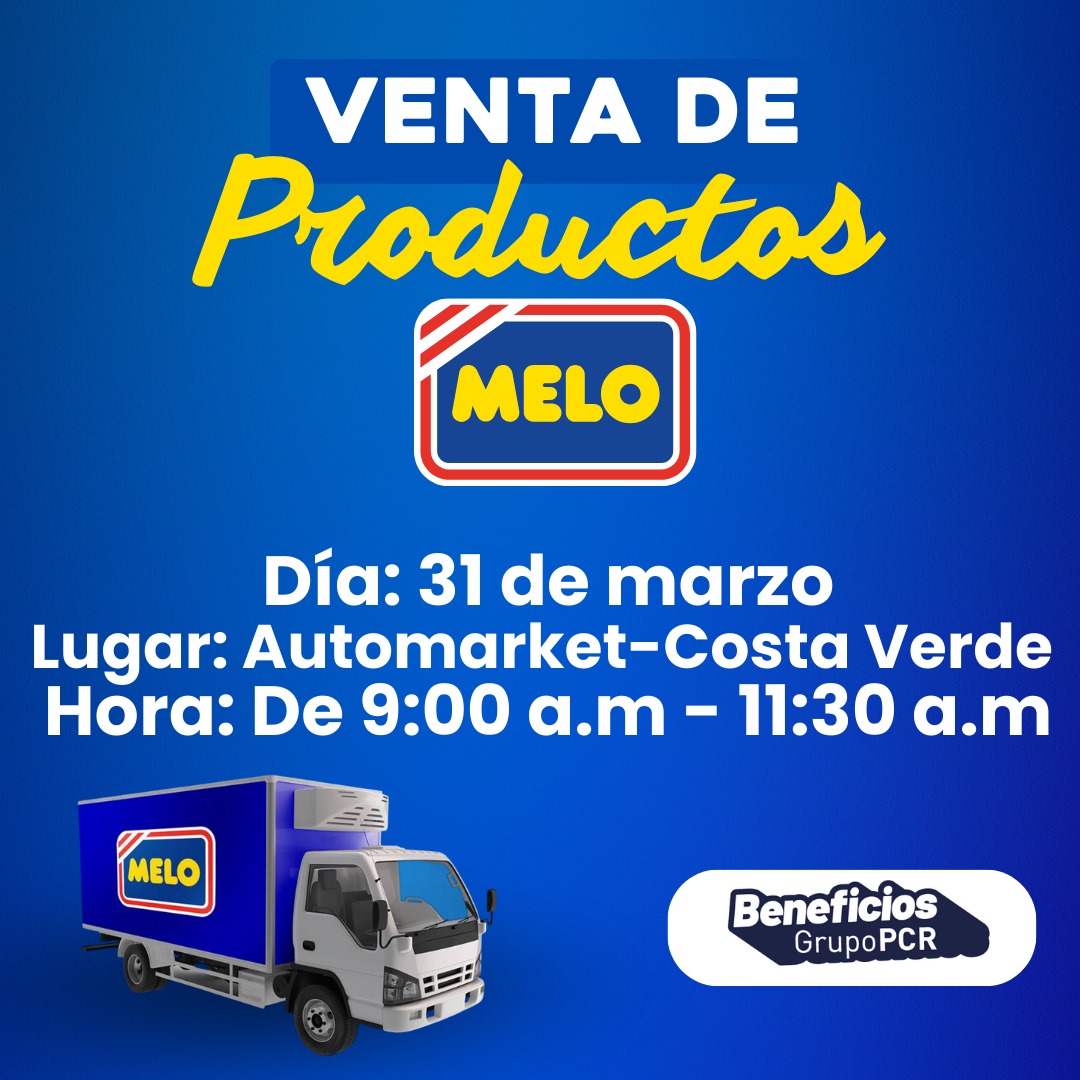 VENTA DE
Productos
MELO
Día: 31 de marzo
Lugar: Automarket-Costa Verde
Hora: De 9:00 a.m - 11:30 a.m
MELO
Beneficios
GrupoPCR